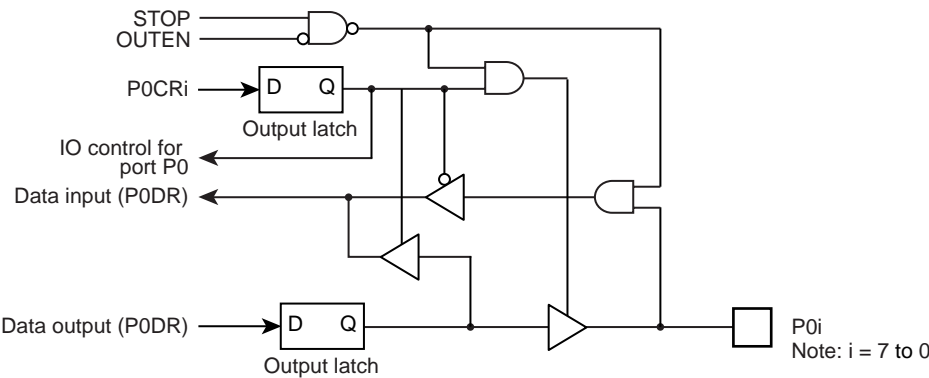 STOP
OUTEN
P0CRi
D Q
Output latch
IO control for
port P0
Data input (P0DR)
Data output (P0DR)
D Q
Output latch
P0i
Note: i = 7 to 0